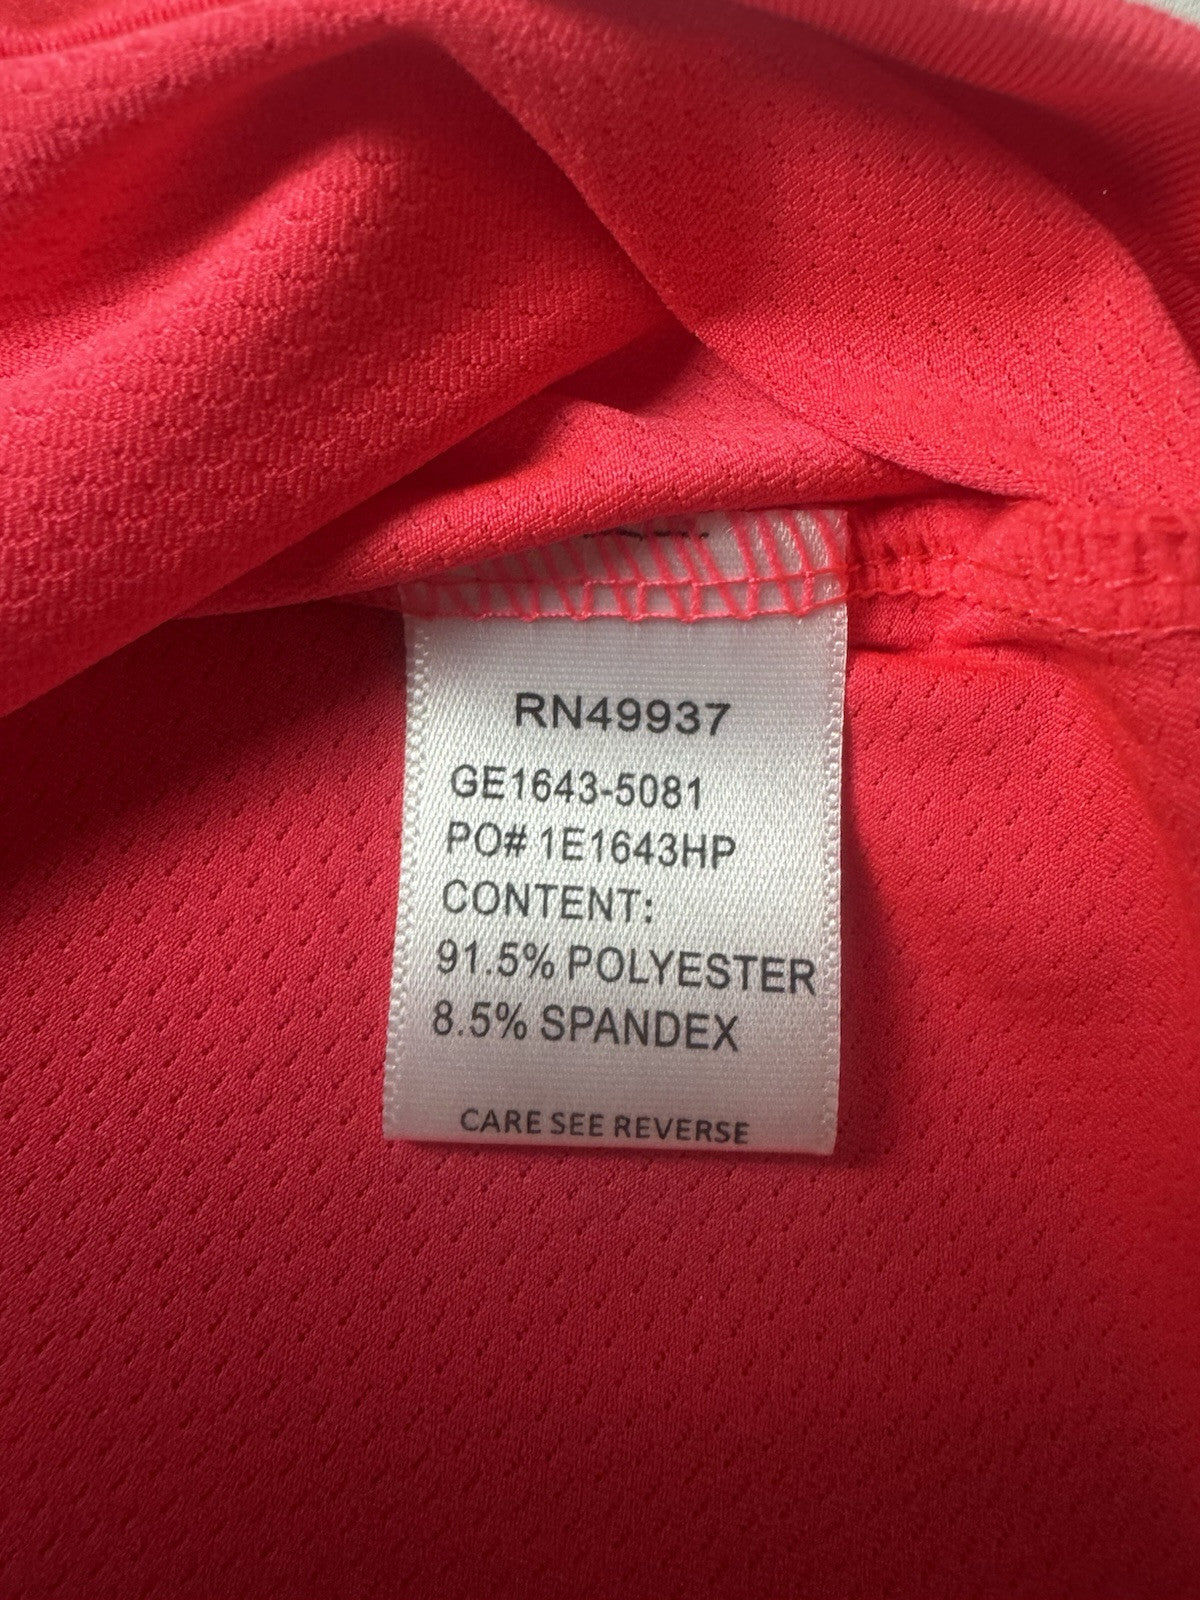 RN49937
GE1643-5081
PO# 1E1643HP
CONTENT:
91.5% POLYESTER
8.5% SPANDEX
CARE SEE REVERSE